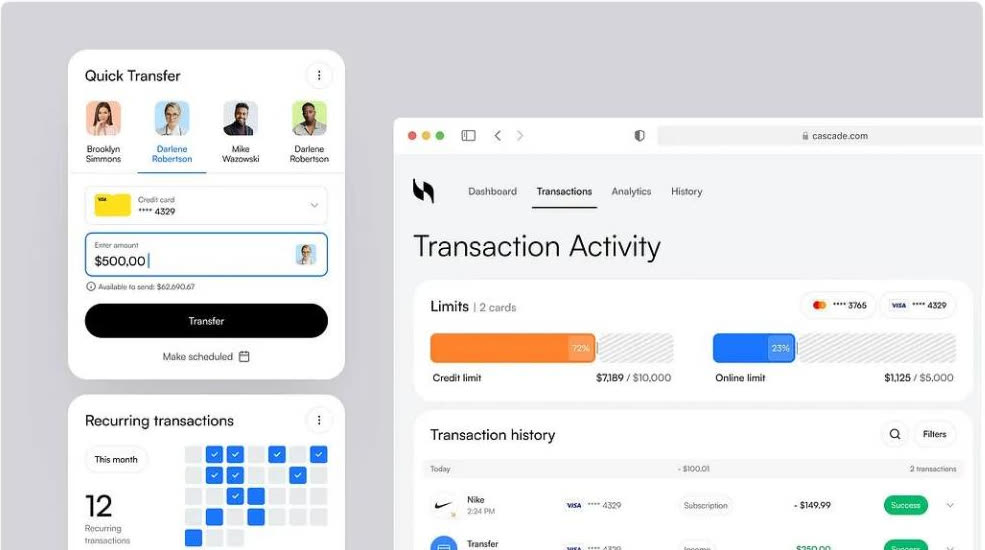 Quick Transfer
Brooklyn Simmons
Darlene Robertson
Mike Wazowski
Darlene Robertson
VISA
Credit card
**** 4329
Enter amount
$500,00
Available to send: $62,690.67
Transfer
Make scheduled
Recurring transactions
This month
12
Recurring
transactions
cascade.com
Dashboard Transactions Analytics History
Transaction Activity
Limits | 2 cards
**** 3765
VISA **** 4329
72%
Credit limit $7,189 / $10,000
23%
Online limit $1,125 / $5,000
Transaction history
Filters
Today - $100.01 2 transactions
Nike
2:24 PM
VISA **** 4329 Subscription - $149.99 Success
Transfer
VISA **** 4329 Income $250.00 Success